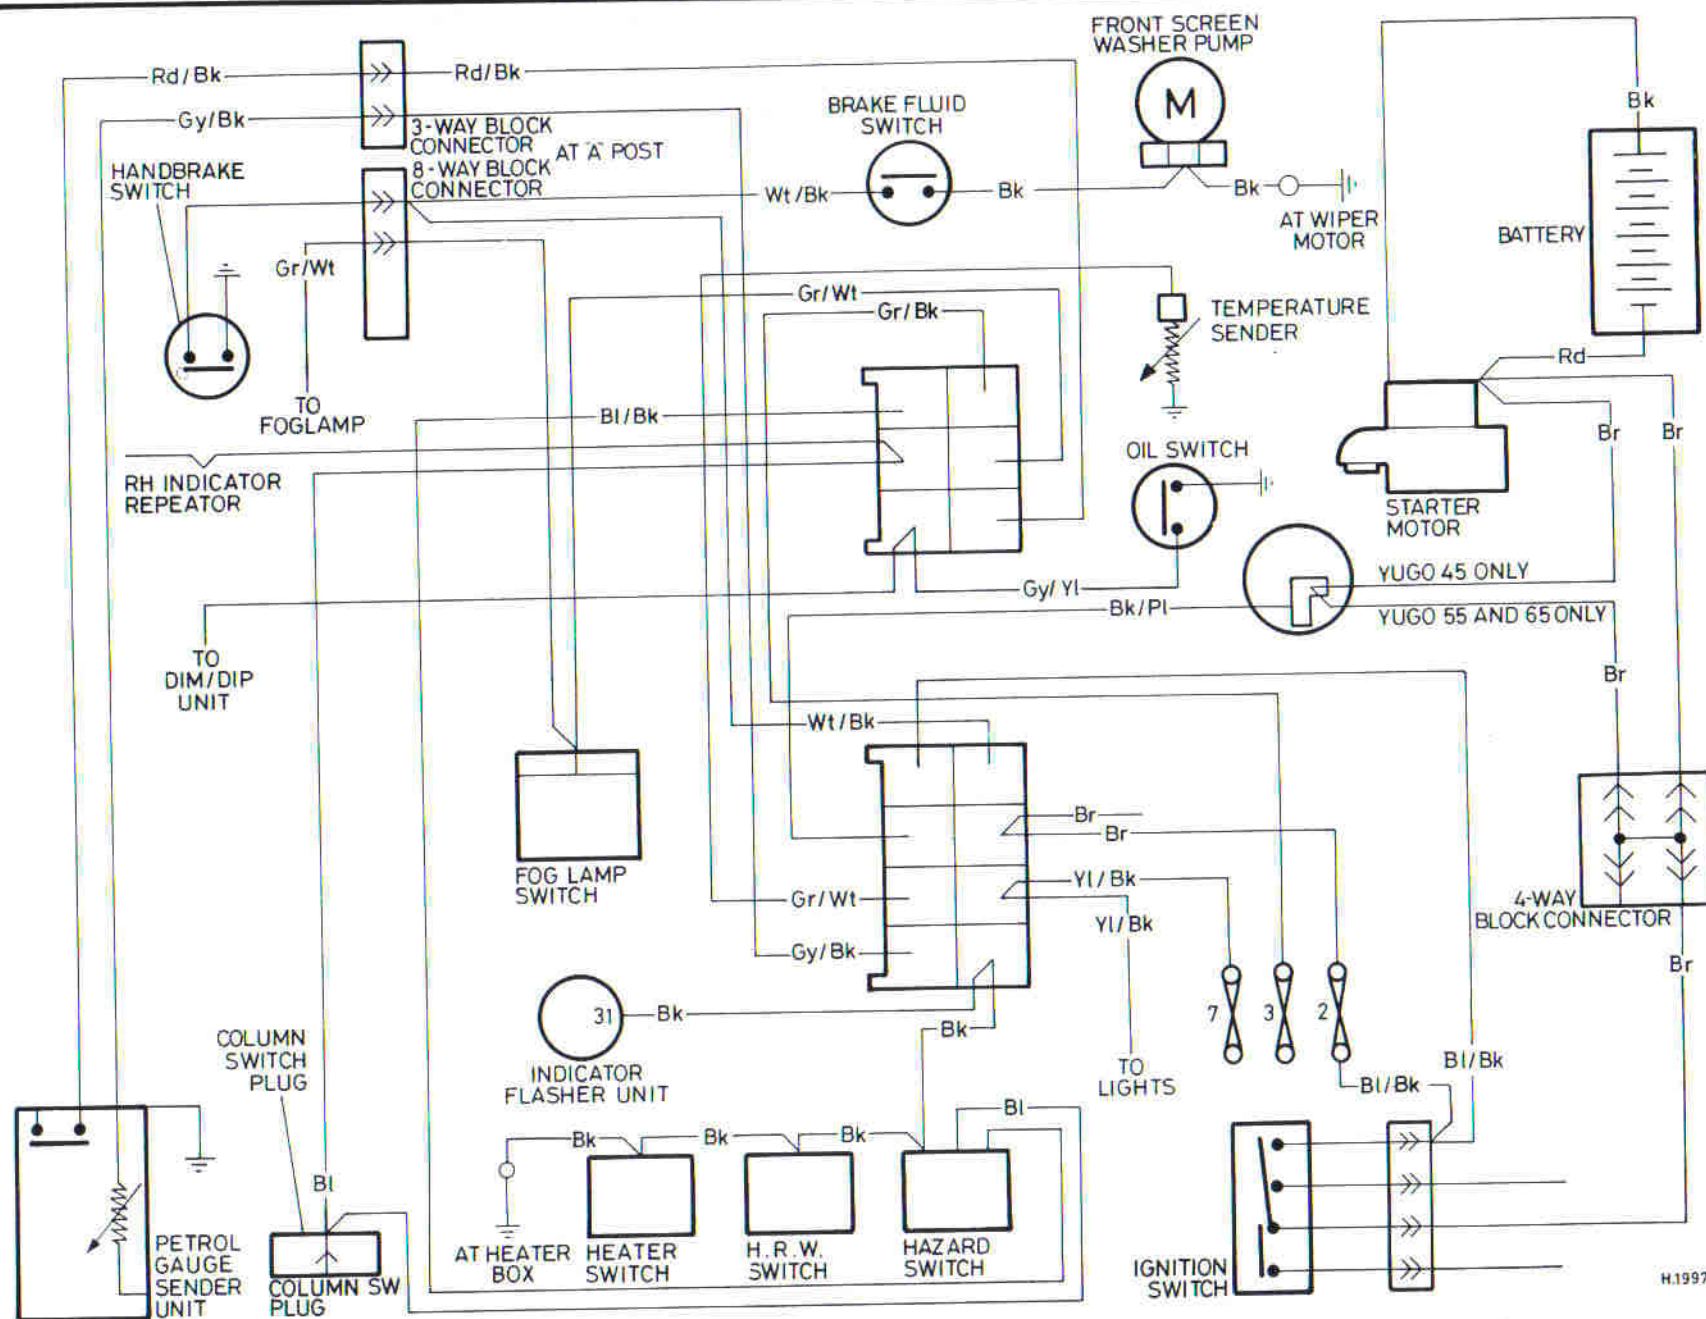 FRONT SCREEN
WASHER PUMP
M
Rd/Bk
Rd/Bk
Gy/Bk
3-WAY BLOCK
CONNECTOR
8-WAY BLOCK
CONNECTOR
AT "A" POST
BRAKE FLUID
SWITCH
Bk
HANDBRAKE
SWITCH
Wt/Bk
Bk
Bk
AT WIPER
MOTOR
BATTERY
Gr/Wt
Gr/Wt
Gr/Bk
TEMPERATURE
SENDER
Rd
TO
FOGLAMP
Bl/Bk
Br
Br
OIL SWITCH
RH INDICATOR
REPEATOR
STARTER
MOTOR
Gy/Yl
YUGO 45 ONLY
Bk/Pl
YUGO 55 AND 65 ONLY
TO
DIM/DIP
UNIT
Br
Wt/Bk
Br
Br
FOG LAMP
SWITCH
Yl/Bk
Gr/Wt
Yl/Bk
4-WAY
BLOCK CONNECTOR
Gy/Bk
Br
31
Bk
Bk
7
3
2
COLUMN
SWITCH
PLUG
INDICATOR
FLASHER UNIT
TO
LIGHTS
Bl/Bk
Bl/Bk
Bl
Bk
Bk
Bk
Bl
PETROL
GAUGE
SENDER
UNIT
COLUMN SW
PLUG
AT HEATER
BOX
HEATER
SWITCH
H.R.W.
SWITCH
HAZARD
SWITCH
IGNITION
SWITCH
H.1997